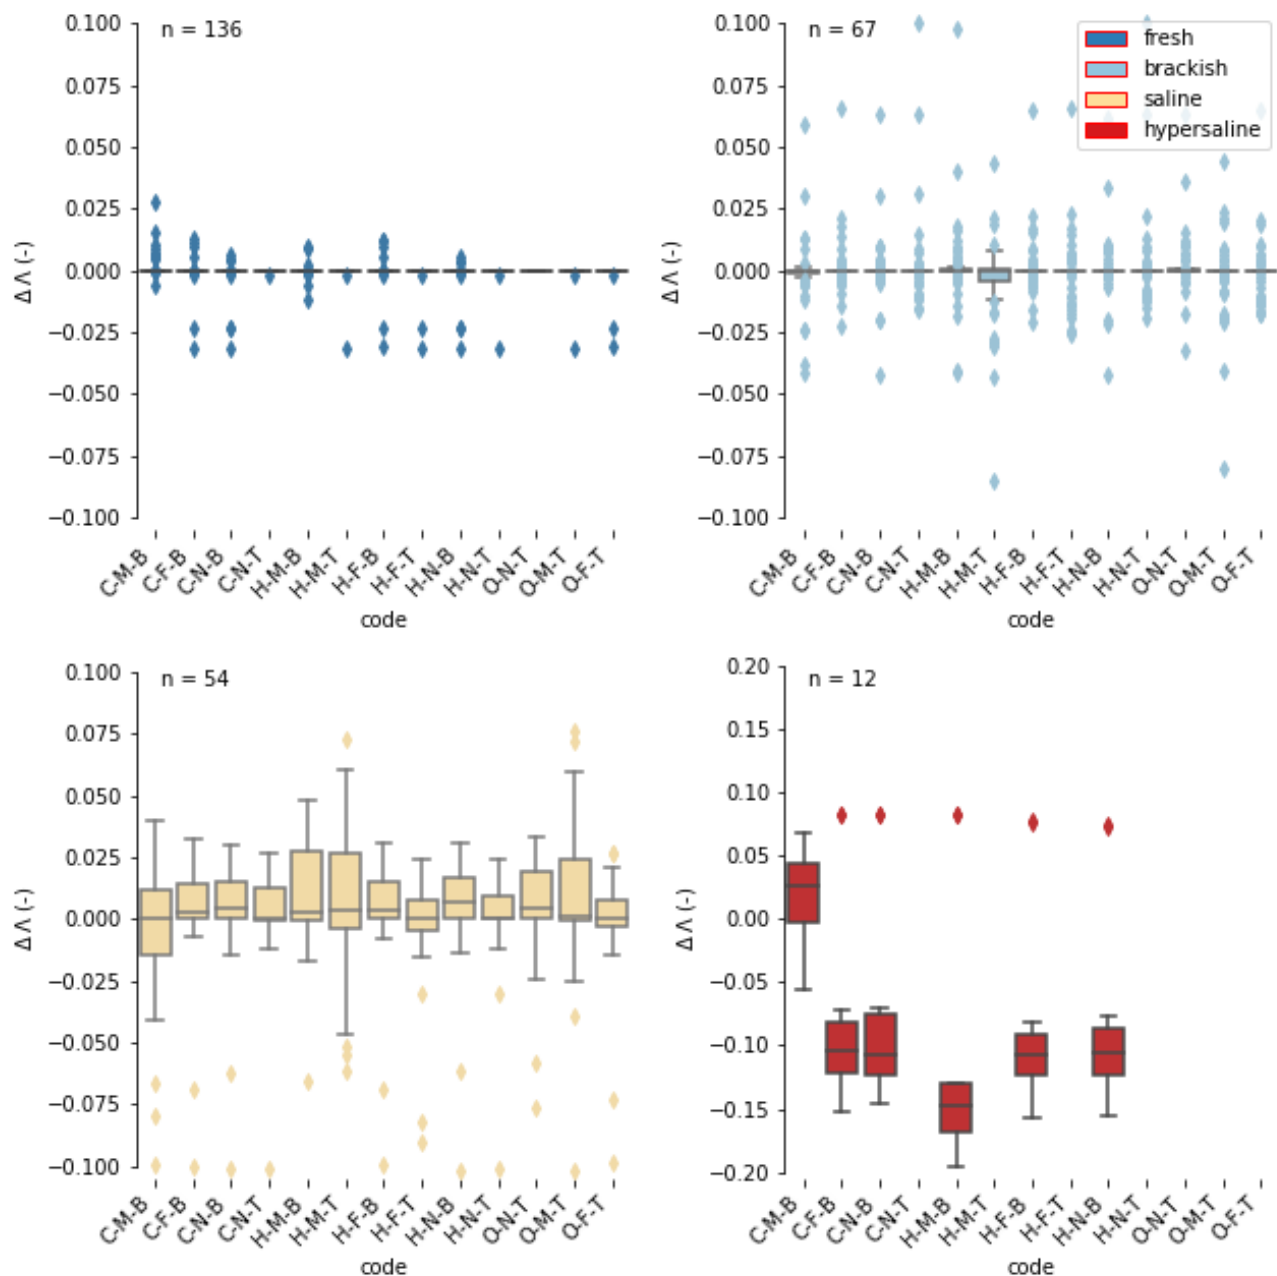 n = 136
0.100
0.075
0.050
0.025
0.000
−0.025
−0.050
−0.075
−0.100
Δ Λ (-)
C-M-B
C-F-B
C-N-B
C-N-T
H-M-B
H-M-T
H-F-B
H-F-T
H-N-B
H-N-T
O-N-T
O-M-T
O-F-T
code
n = 67
fresh
brackish
saline
hypersaline
0.100
0.075
0.050
0.025
0.000
−0.025
−0.050
−0.075
−0.100
Δ Λ (-)
C-M-B
C-F-B
C-N-B
C-N-T
H-M-B
H-M-T
H-F-B
H-F-T
H-N-B
H-N-T
O-N-T
O-M-T
O-F-T
code
n = 54
0.100
0.075
0.050
0.025
0.000
−0.025
−0.050
−0.075
−0.100
Δ Λ (-)
C-M-B
C-F-B
C-N-B
C-N-T
H-M-B
H-M-T
H-F-B
H-F-T
H-N-B
H-N-T
O-N-T
O-M-T
O-F-T
code
n = 12
0.20
0.15
0.10
0.05
0.00
−0.05
−0.10
−0.15
−0.20
Δ Λ (-)
C-M-B
C-F-B
C-N-B
C-N-T
H-M-B
H-M-T
H-F-B
H-F-T
H-N-B
H-N-T
O-N-T
O-M-T
O-F-T
code